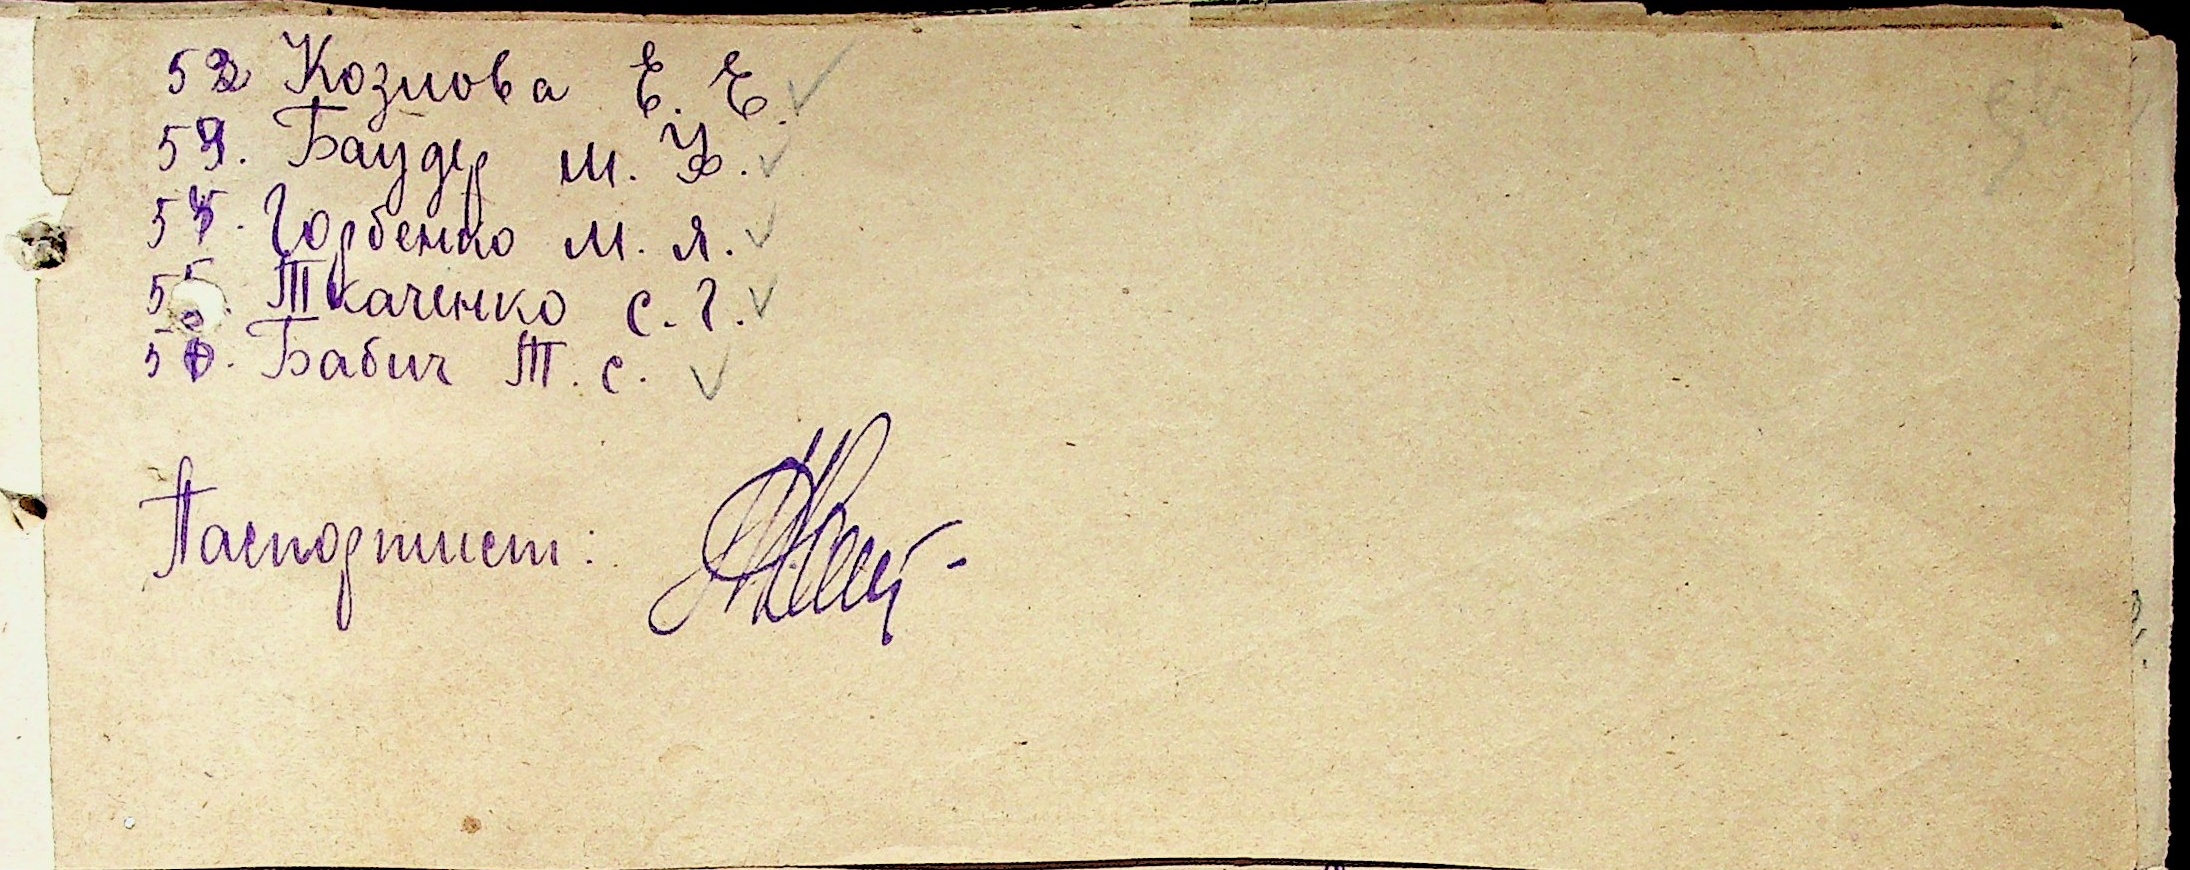 52 Козлова Е. Е.
53. Баудер М. У.
54. Горбенко М. Я.
55. Ткаченко С. Г.
56. Бабич Т. С.
Паспортист: